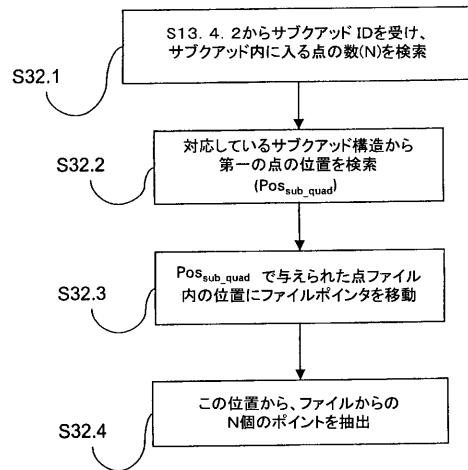 S13.4.2からサブクアッド IDを受け、
サブクアッド内に入る点の数(N)を検索
S32.1
対応しているサブクアッド構造から
第一の点の位置を検索
(Pos_sub_quad)
S32.2
Pos_sub_quad で与えられた点ファイル
内の位置にファイルポインタを移動
S32.3
この位置から、ファイルからの
N個のポイントを抽出
S32.4